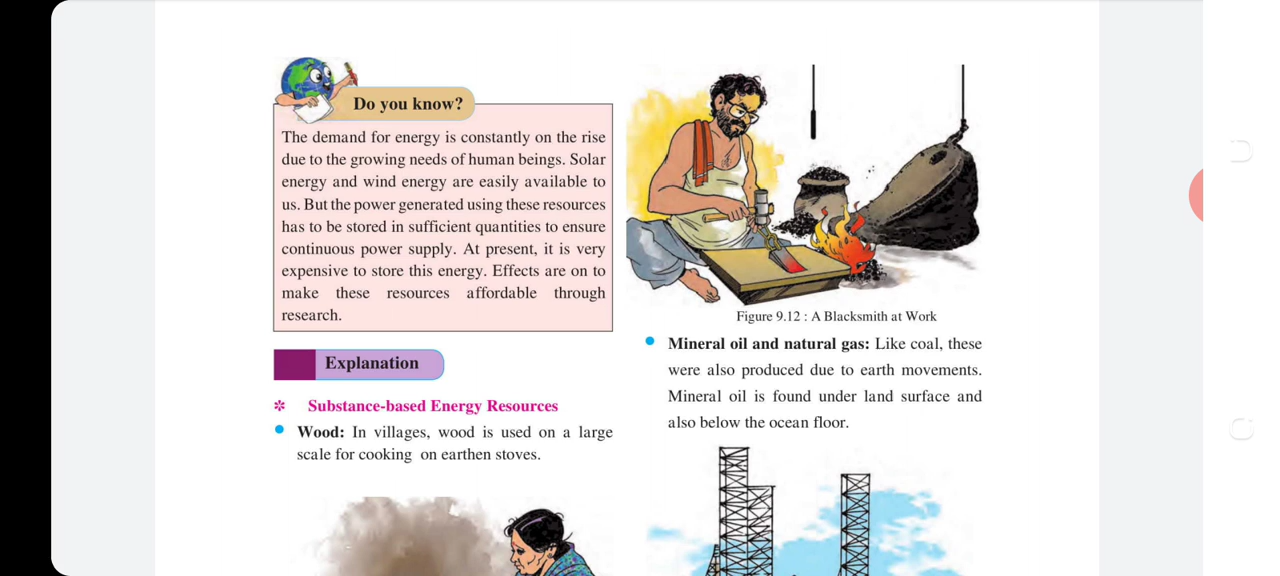 Do you know?
The demand for energy is constantly on the rise
due to the growing needs of human beings. Solar
energy and wind energy are easily available to
us. But the power generated using these resources
has to be stored in sufficient quantities to ensure
continuous power supply. At present, it is very
expensive to store this energy. Effects are on to
make these resources affordable through
research.
Explanation
✼ Substance-based Energy Resources
● Wood: In villages, wood is used on a large
scale for cooking on earthen stoves.
Figure 9.12 : A Blacksmith at Work
● Mineral oil and natural gas: Like coal, these
were also produced due to earth movements.
Mineral oil is found under land surface and
also below the ocean floor.